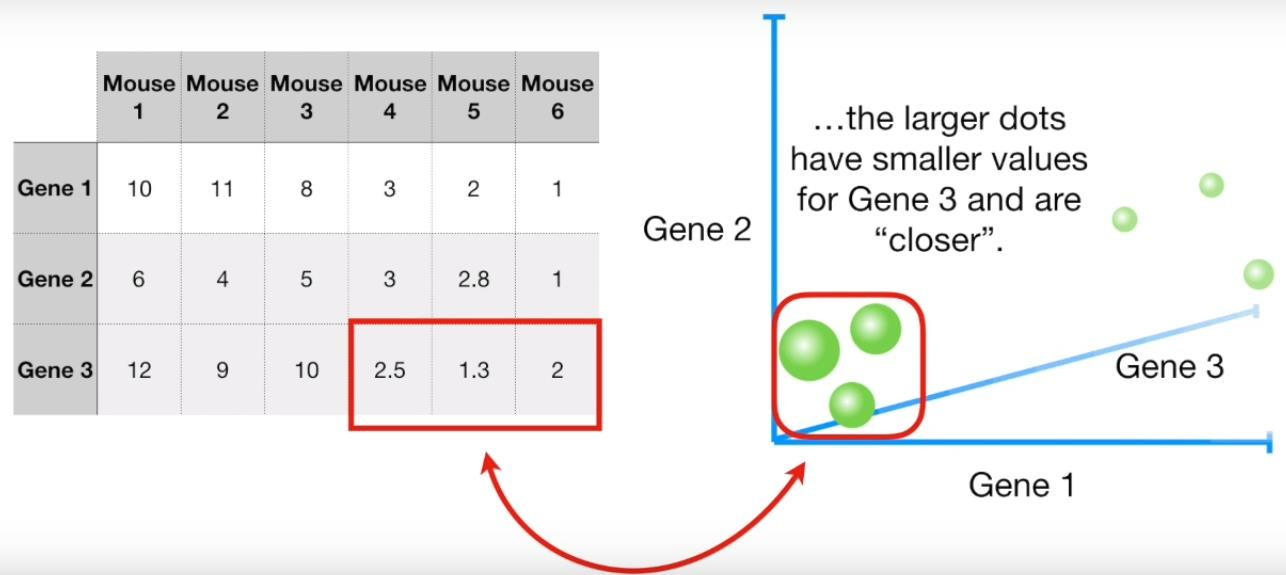 Mouse 1 Mouse 2 Mouse 3 Mouse 4 Mouse 5 Mouse 6
Gene 1 10 11 8 3 2 1
Gene 2 6 4 5 3 2.8 1
Gene 3 12 9 10 2.5 1.3 2
…the larger dots
have smaller values
for Gene 3 and are
“closer”.
Gene 2
Gene 3
Gene 1